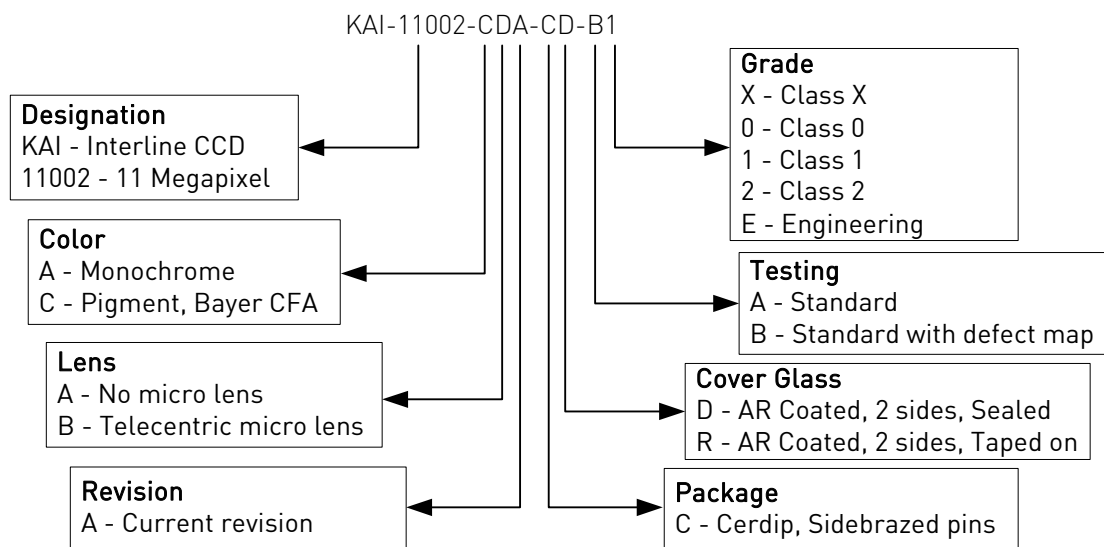 KAI-11002-CDA-CD-B1
Designation
KAI - Interline CCD
11002 - 11 Megapixel
Color
A - Monochrome
C - Pigment, Bayer CFA
Lens
A - No micro lens
B - Telecentric micro lens
Revision
A - Current revision
Grade
X - Class X
0 - Class 0
1 - Class 1
2 - Class 2
E - Engineering
Testing
A - Standard
B - Standard with defect map
Cover Glass
D - AR Coated, 2 sides, Sealed
R - AR Coated, 2 sides, Taped on
Package
C - Cerdip, Sidebrazed pins